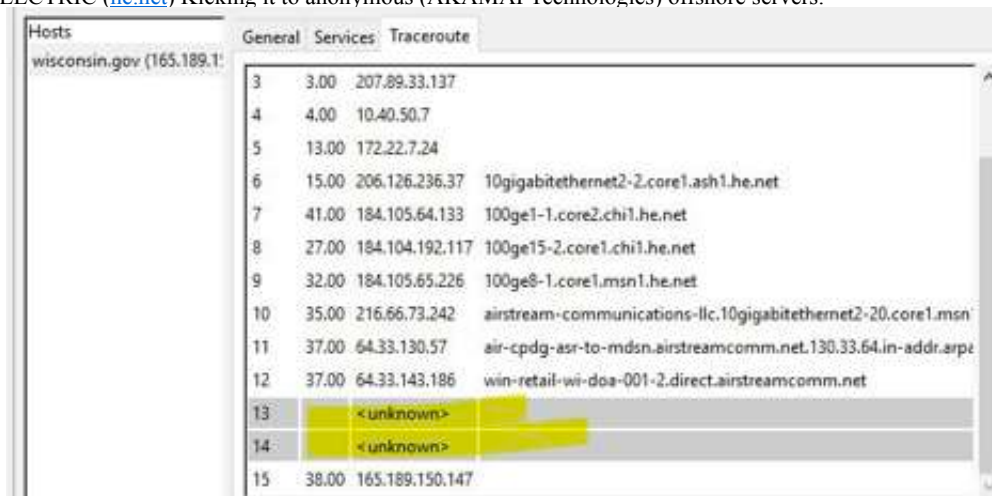 (he.net) Kicking it to anonymous (AKAMAI Technologies) offshore servers.
Hosts
General Services Traceroute
wisconsin.gov (165.189.1
3 3.00 207.89.33.137
4 4.00 10.40.50.7
5 13.00 172.22.7.24
6 15.00 206.126.236.37 10gigabitethernet2-2.core1.ash1.he.net
7 41.00 184.105.64.133 100ge1-1.core2.chi1.he.net
8 27.00 184.104.192.117 100ge15-2.core1.chi1.he.net
9 32.00 184.105.65.226 100ge8-1.core1.msn1.he.net
10 35.00 216.66.73.242 airstream-communications-llc.10gigabitethernet2-20.core1.msn
11 37.00 64.33.130.57 air-cpdg-asr-to-mdsn.airstreamcomm.net.130.33.64.in-addr.arpa
12 37.00 64.33.143.186 win-retail-wi-doa-001-2.direct.airstreamcomm.net
13 <unknown>
14 <unknown>
15 38.00 165.189.150.147